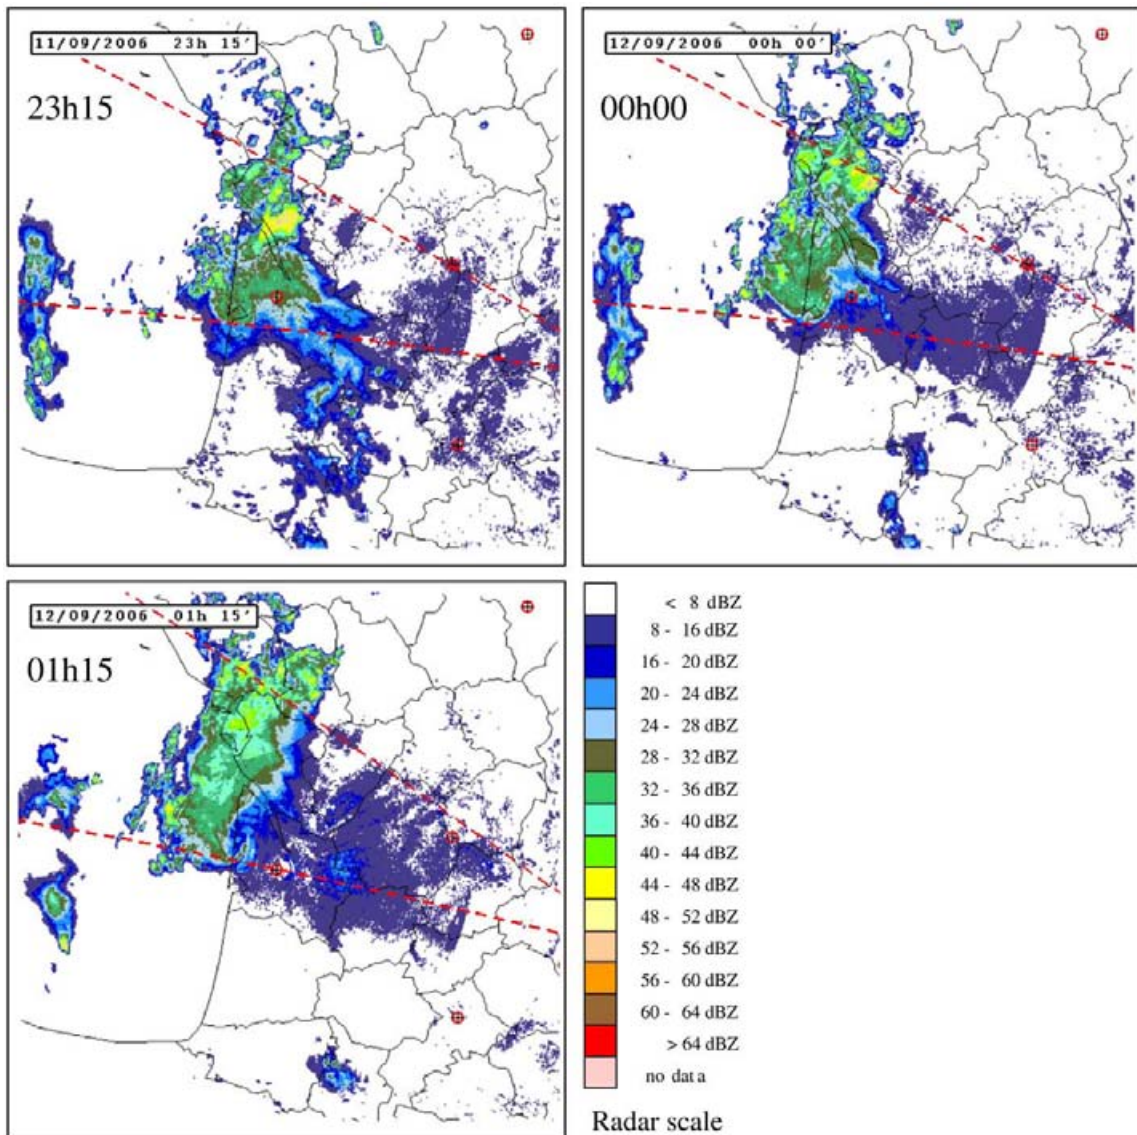 11/09/2006 23h 15'
23h15
12/09/2006 00h 00'
00h00
12/09/2006 01h 15'
01h15
< 8 dBZ
8 - 16 dBZ
16 - 20 dBZ
20 - 24 dBZ
24 - 28 dBZ
28 - 32 dBZ
32 - 36 dBZ
36 - 40 dBZ
40 - 44 dBZ
44 - 48 dBZ
48 - 52 dBZ
52 - 56 dBZ
56 - 60 dBZ
60 - 64 dBZ
> 64 dBZ
no data
Radar scale